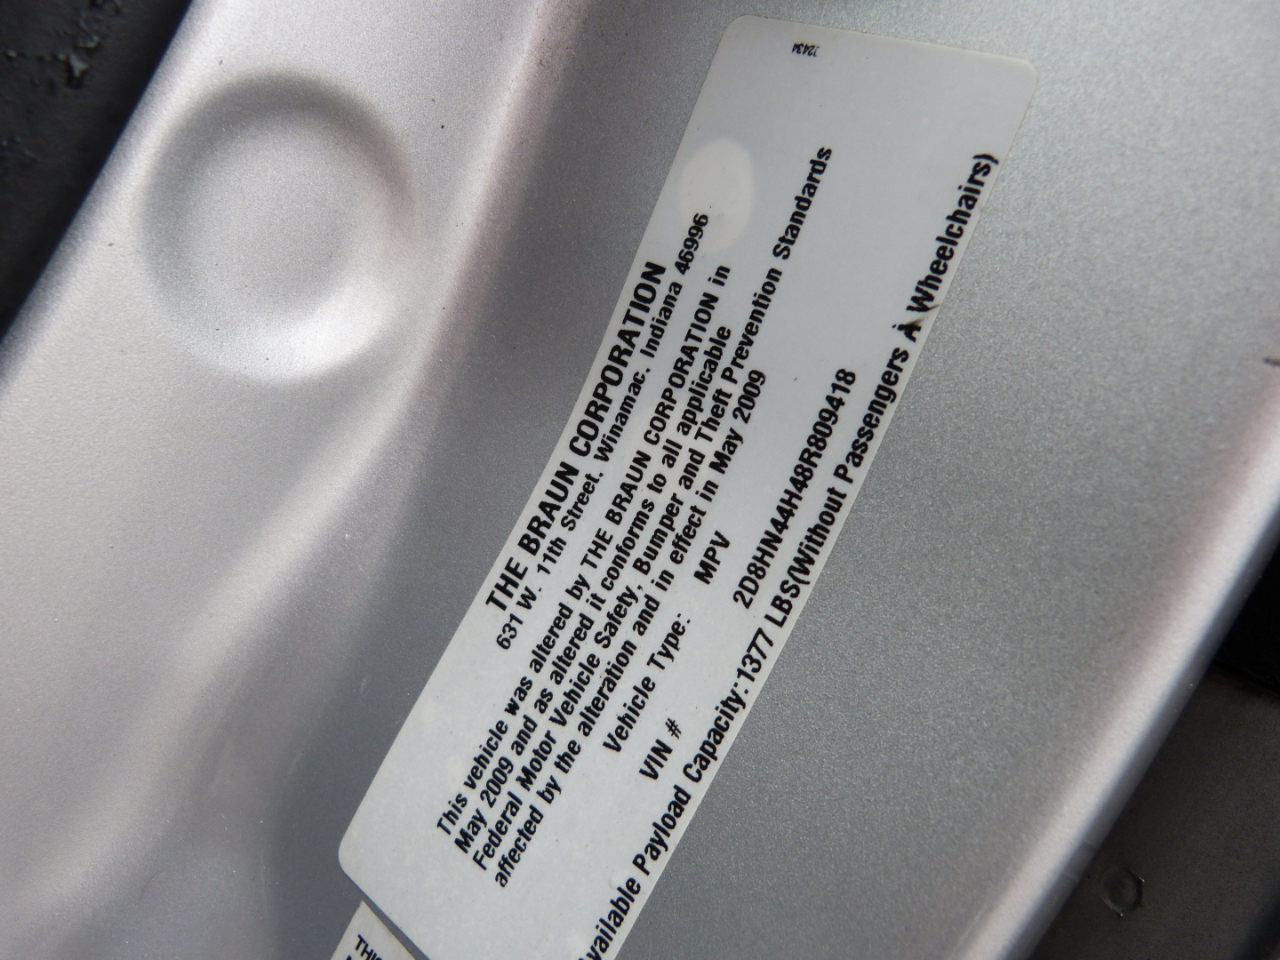 THE BRAUN CORPORATION
631 W. 11th Street, Winamac, Indiana 46996
This vehicle was altered by THE BRAUN CORPORATION in
May 2009 and as altered it conforms to all applicable
Federal Motor Vehicle Safety, Bumper and Theft Prevention Standards
affected by the alteration and in effect in May 2009
Vehicle Type: MPV
VIN # 2D8HN44H48R809418
vailable Payload Capacity:1377 LBS(Without Passengers & Wheelchairs)